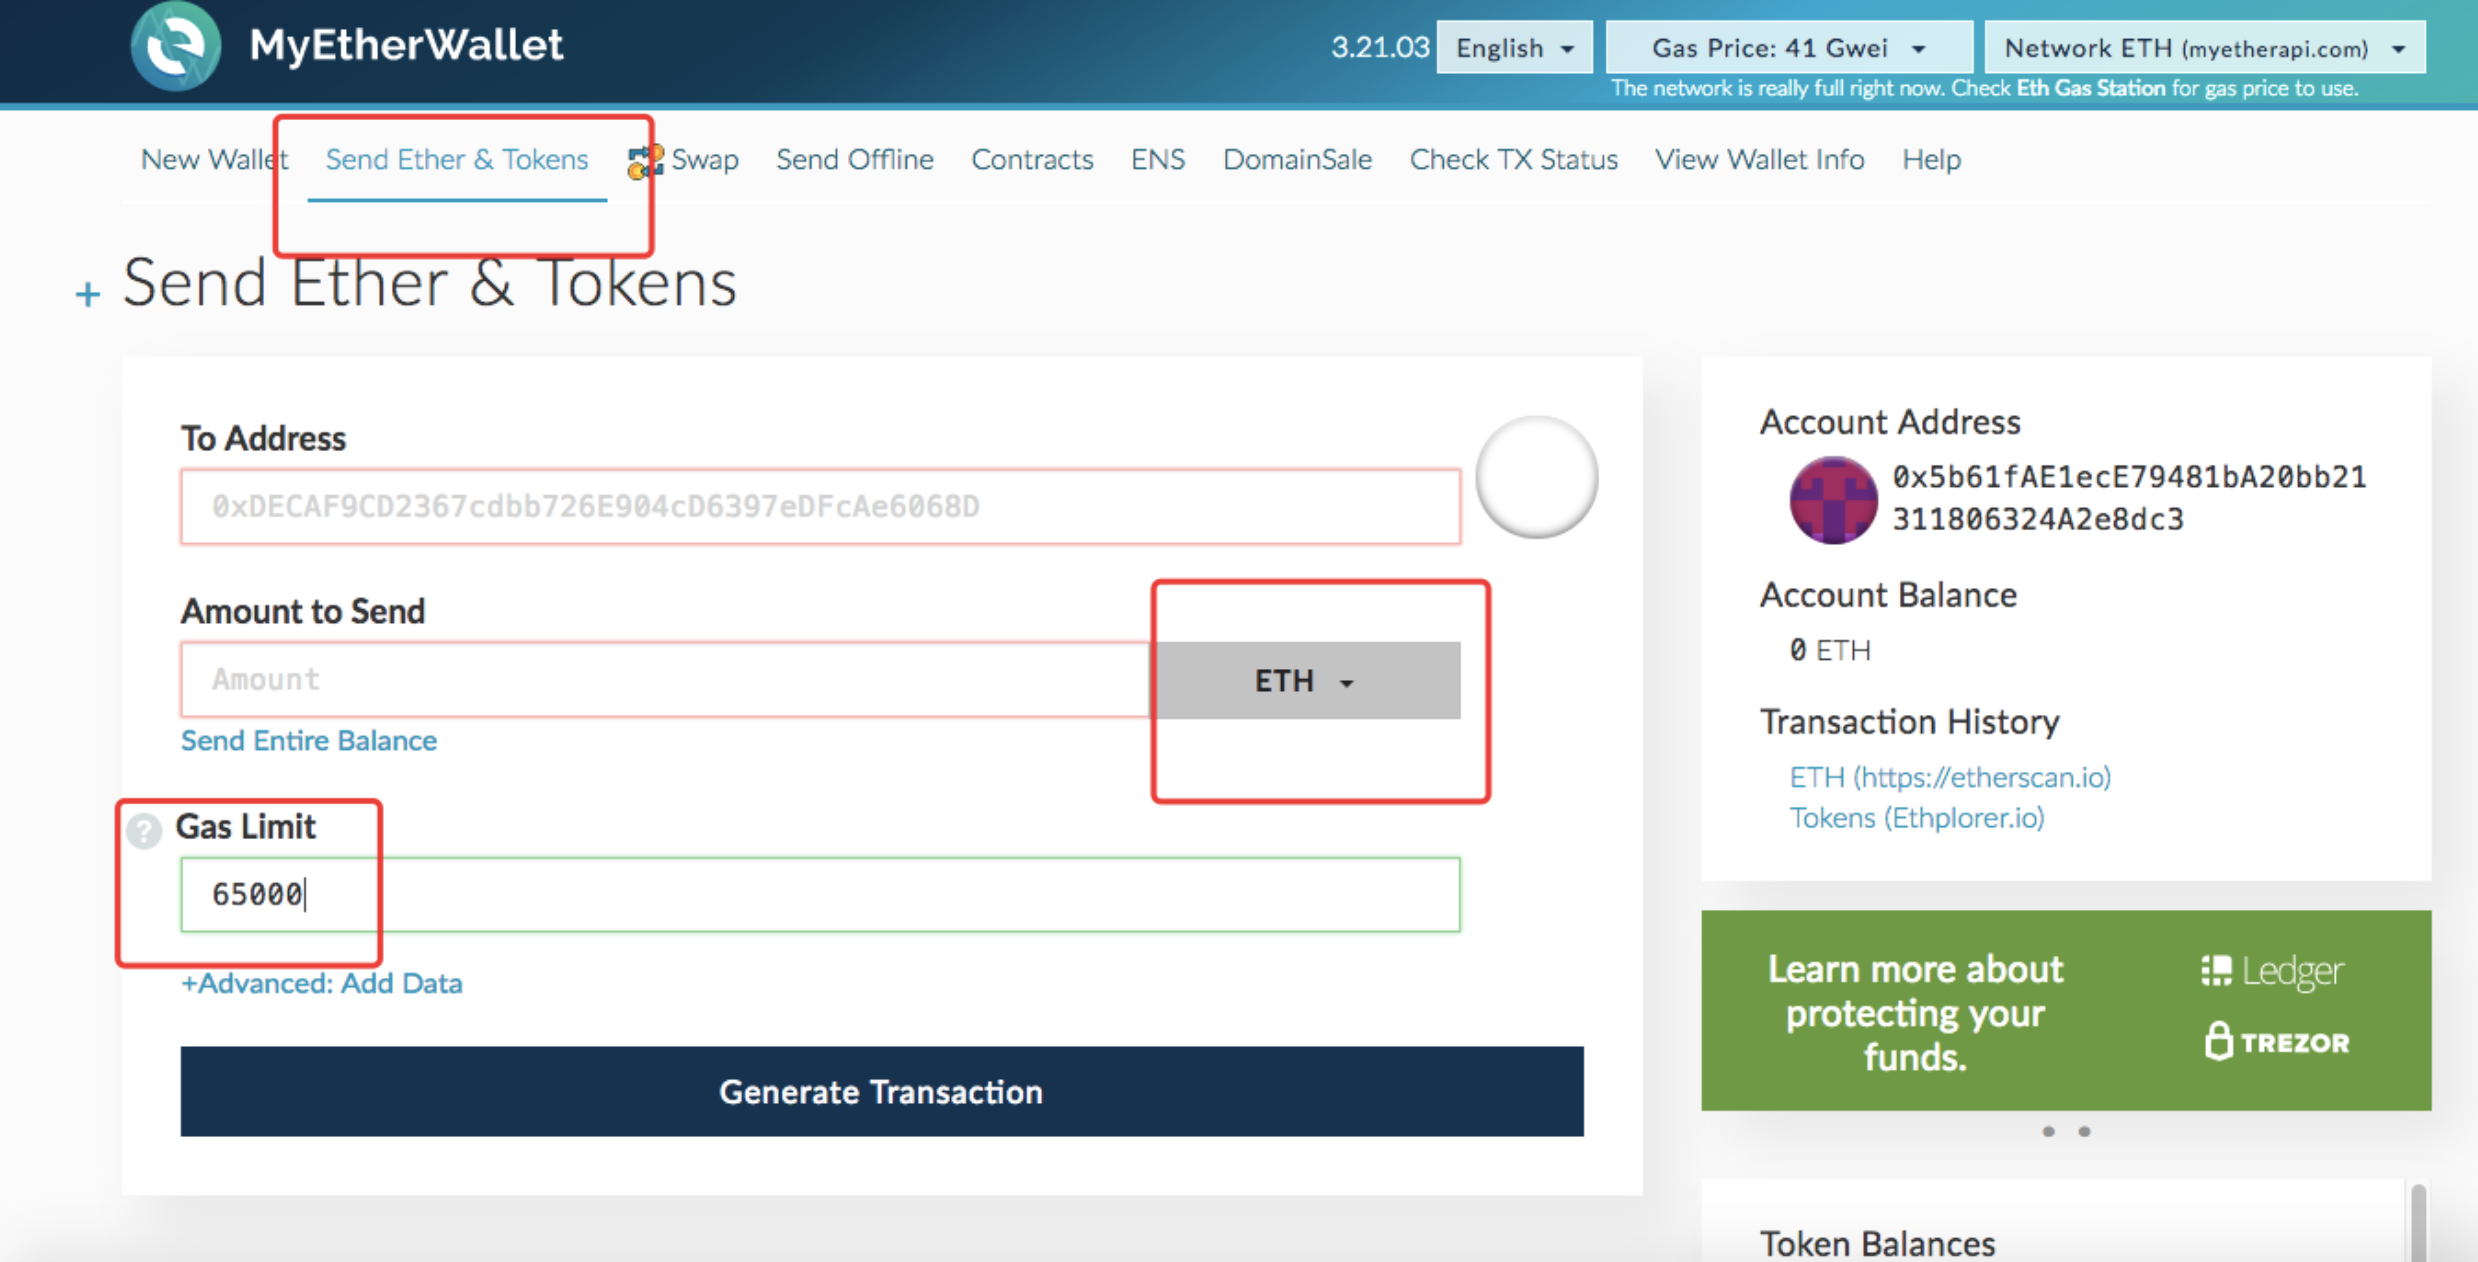 MyEtherWallet
3.21.03 English Gas Price: 41 Gwei Network ETH (myetherapi.com)
The network is really full right now. Check Eth Gas Station for gas price to use.
New Wallet Send Ether & Tokens Swap Send Offline Contracts ENS DomainSale Check TX Status View Wallet Info Help
+ Send Ether & Tokens
To Address
0xDECAF9CD2367cdbb726E904cD6397eDFcAe6068D
Amount to Send
Amount
ETH
Send Entire Balance
? Gas Limit
65000
+Advanced: Add Data
Generate Transaction
Account Address
0x5b61fAE1ecE79481bA20bb21
311806324A2e8dc3
Account Balance
0 ETH
Transaction History
ETH (https://etherscan.io)
Tokens (Ethplorer.io)
Learn more about
protecting your
funds.
Ledger
TREZOR
Token Balances